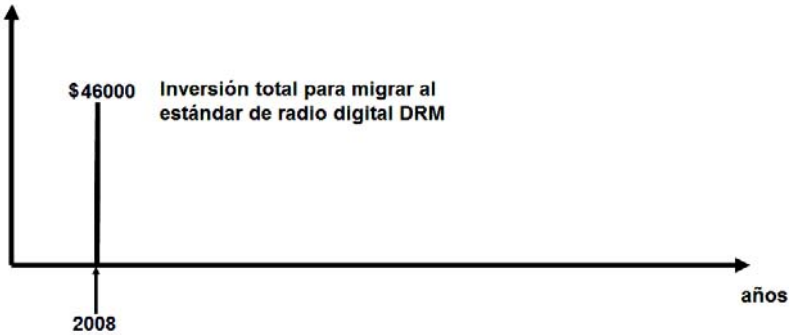 $46000
Inversión total para migrar al
estándar de radio digital DRM
años
2008